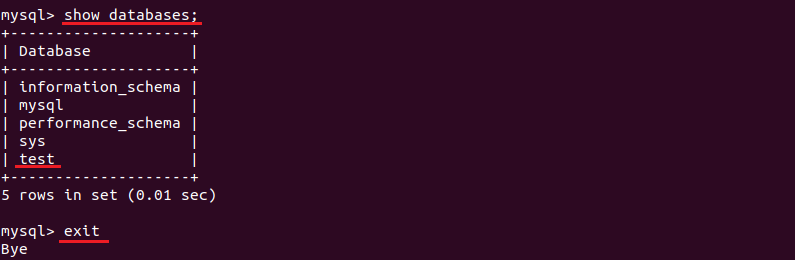 mysql> show databases;
+--------------------+
| Database           |
+--------------------+
| information_schema |
| mysql              |
| performance_schema |
| sys                |
| test               |
+--------------------+
5 rows in set (0.01 sec)
mysql> exit
Bye